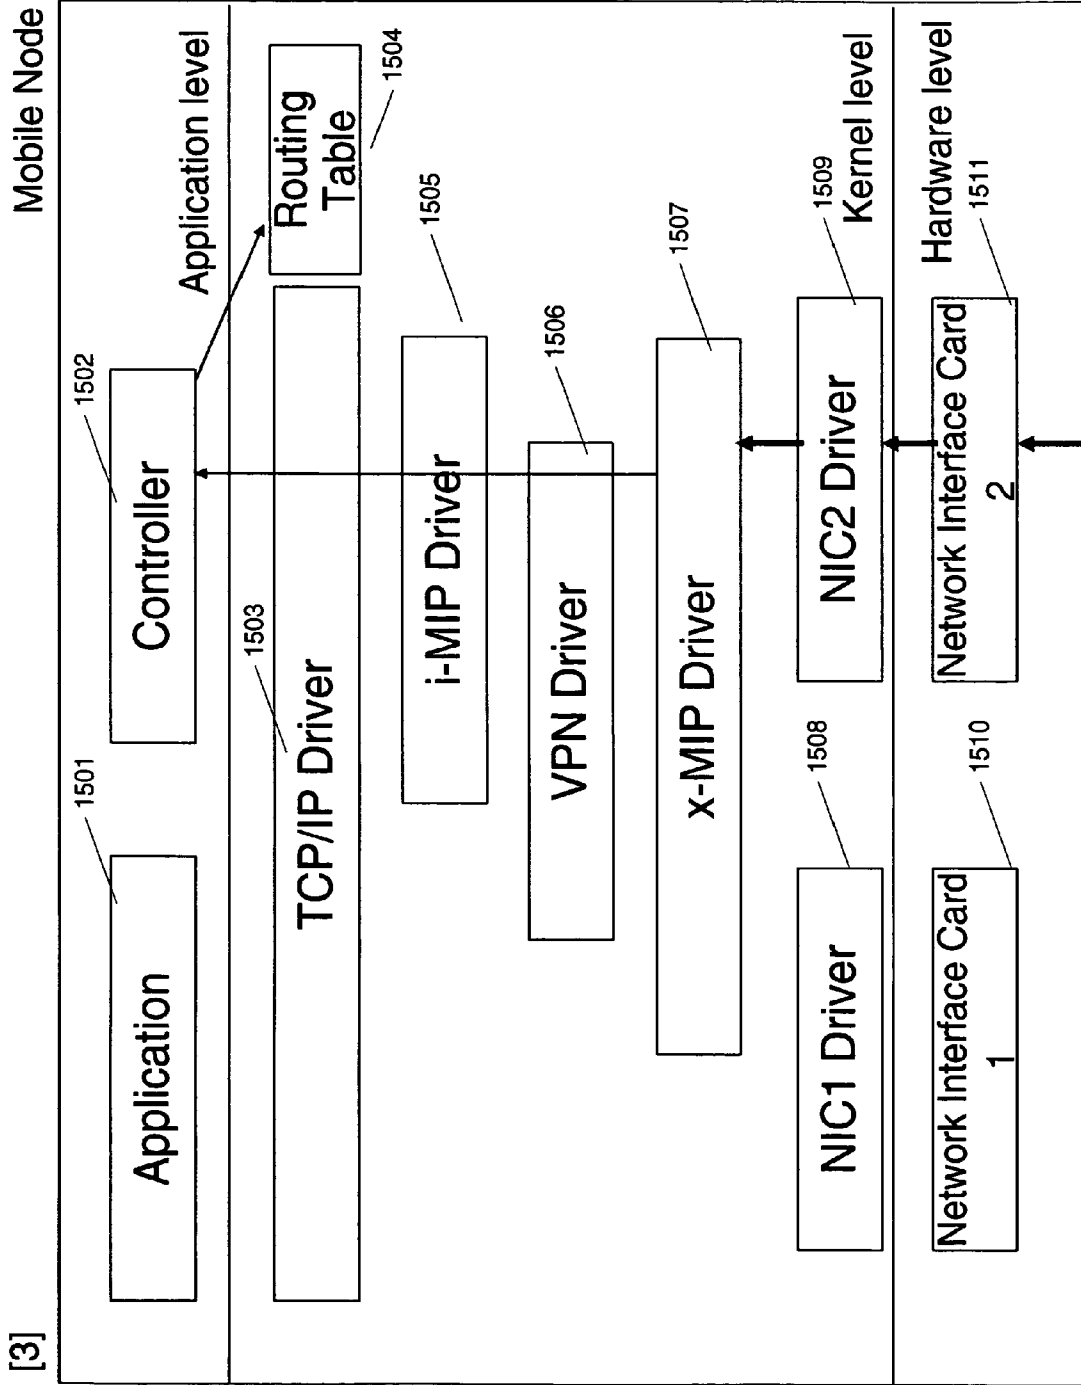 [3]
Mobile Node
Application level
1501
Application
1502
Controller
1503
TCP/IP Driver
Routing
Table
1504
1505
i-MIP Driver
1506
VPN Driver
1507
x-MIP Driver
1508
NIC1 Driver
1509
NIC2 Driver
Kernel level
Hardware level
1510
Network Interface Card
1
1511
Network Interface Card
2